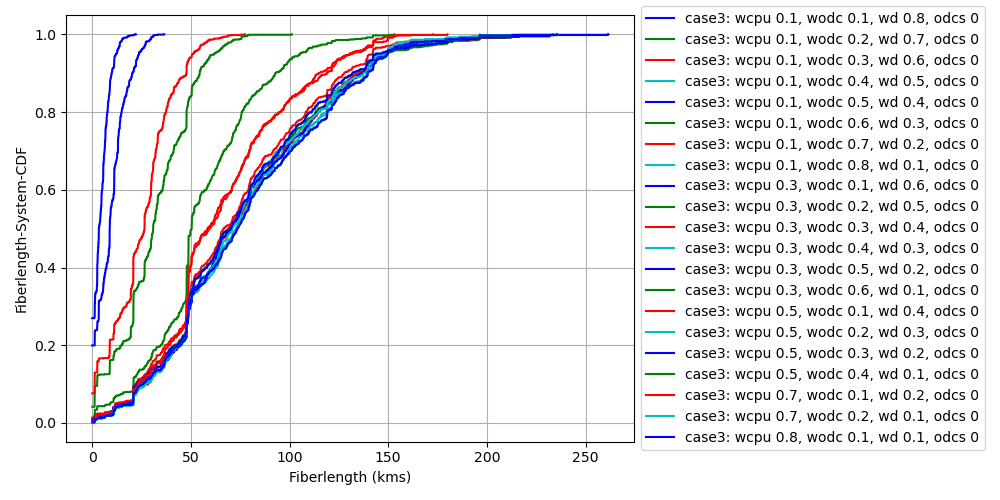 Fiberlength-System-CDF
1.0
0.8
0.6
0.4
0.2
0.0
0 50 100 150 200 250
Fiberlength (kms)
case3: wcpu 0.1, wodc 0.1, wd 0.8, odcs 0
case3: wcpu 0.1, wodc 0.2, wd 0.7, odcs 0
case3: wcpu 0.1, wodc 0.3, wd 0.6, odcs 0
case3: wcpu 0.1, wodc 0.4, wd 0.5, odcs 0
case3: wcpu 0.1, wodc 0.5, wd 0.4, odcs 0
case3: wcpu 0.1, wodc 0.6, wd 0.3, odcs 0
case3: wcpu 0.1, wodc 0.7, wd 0.2, odcs 0
case3: wcpu 0.1, wodc 0.8, wd 0.1, odcs 0
case3: wcpu 0.3, wodc 0.1, wd 0.6, odcs 0
case3: wcpu 0.3, wodc 0.2, wd 0.5, odcs 0
case3: wcpu 0.3, wodc 0.3, wd 0.4, odcs 0
case3: wcpu 0.3, wodc 0.4, wd 0.3, odcs 0
case3: wcpu 0.3, wodc 0.5, wd 0.2, odcs 0
case3: wcpu 0.3, wodc 0.6, wd 0.1, odcs 0
case3: wcpu 0.5, wodc 0.1, wd 0.4, odcs 0
case3: wcpu 0.5, wodc 0.2, wd 0.3, odcs 0
case3: wcpu 0.5, wodc 0.3, wd 0.2, odcs 0
case3: wcpu 0.5, wodc 0.4, wd 0.1, odcs 0
case3: wcpu 0.7, wodc 0.1, wd 0.2, odcs 0
case3: wcpu 0.7, wodc 0.2, wd 0.1, odcs 0
case3: wcpu 0.8, wodc 0.1, wd 0.1, odcs 0